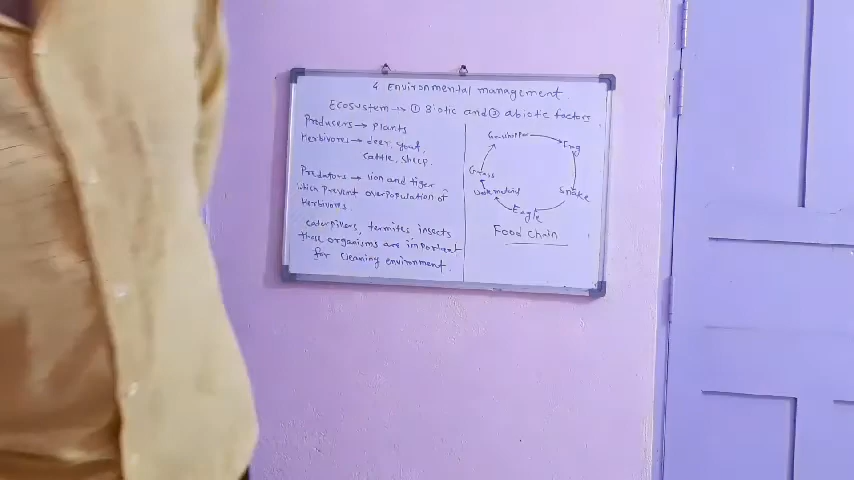 4 Environmental management
Ecosystem → ① Biotic and ② abiotic factors
Producers → Plants
Herbivores → deer, goat,
cattle, sheep.
Predators → lion and tiger
which prevent overpopulation of
Herbivores.
caterpillers, termites insects
these organisms are important
for cleaning environment.
Grasshopper
Frog
Snake
Eagle
Grass
Food chain